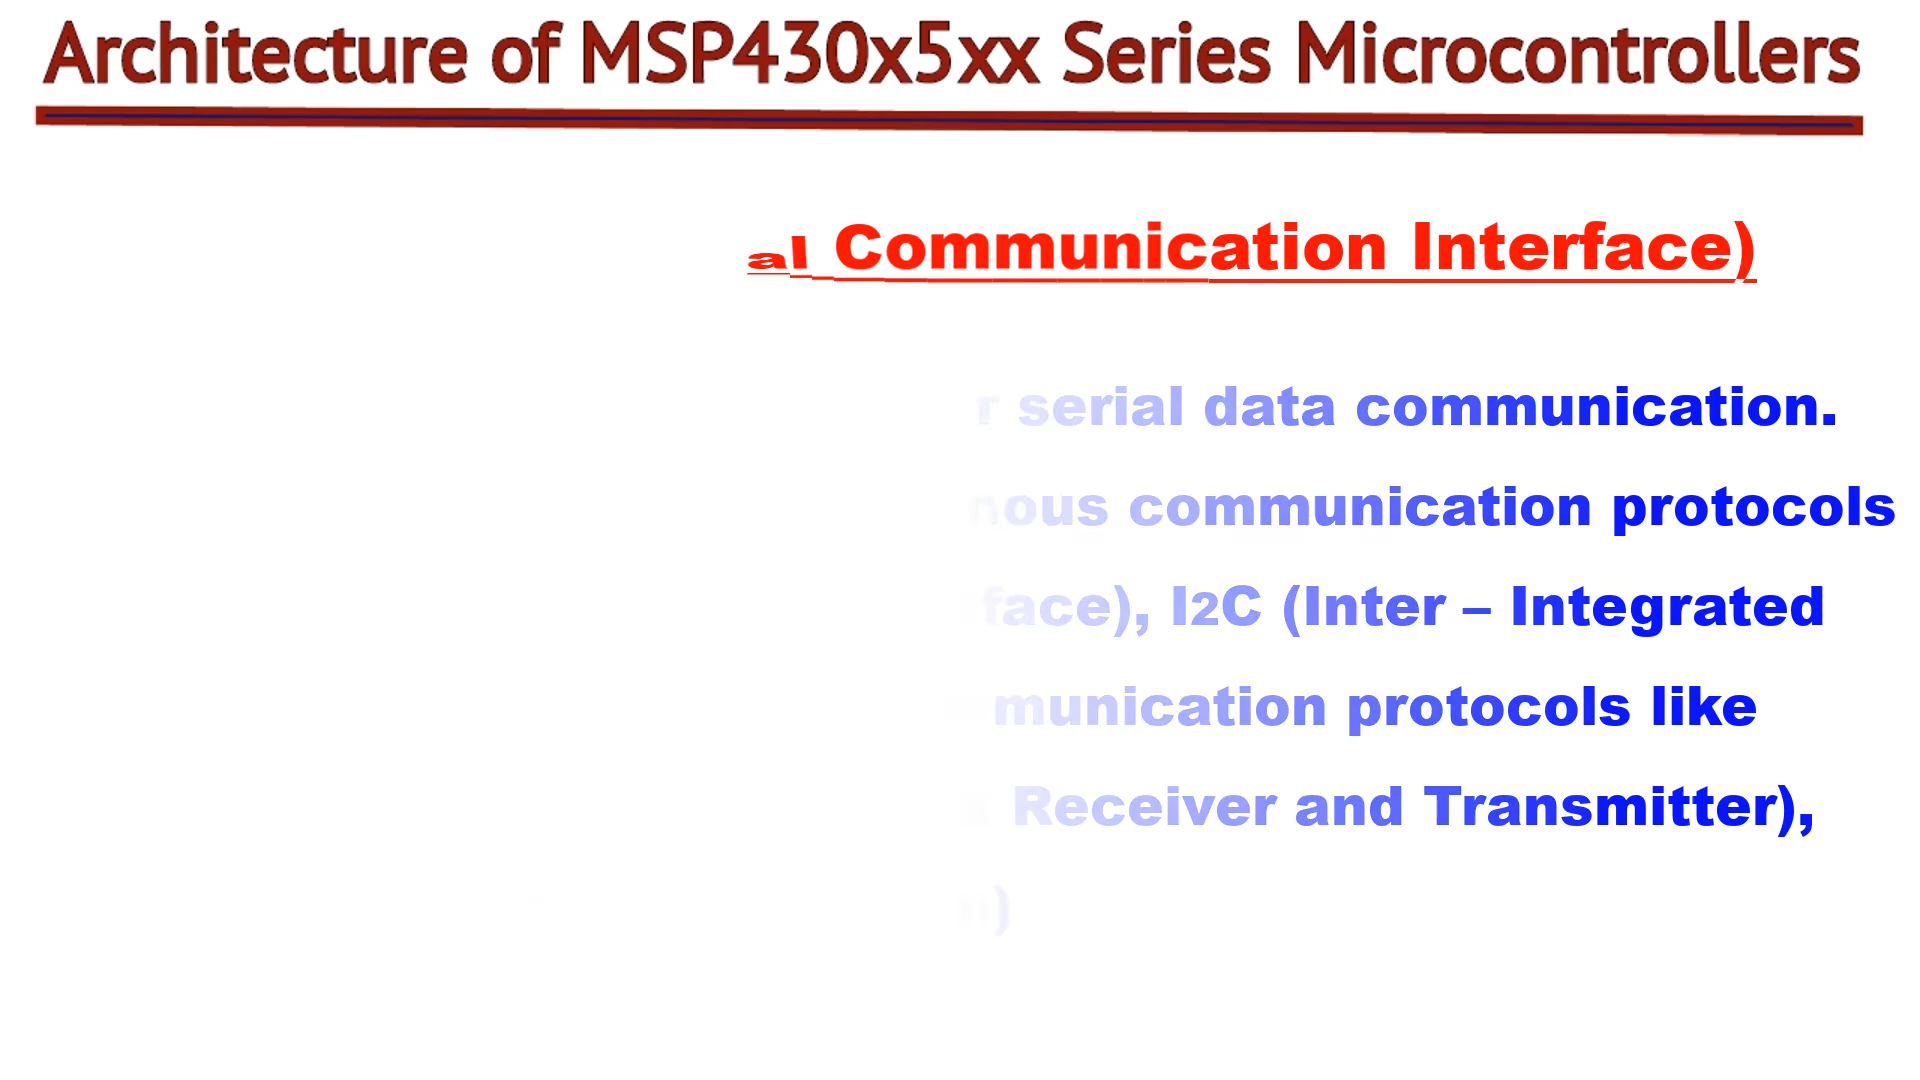 Architecture of MSP430x5xx Series Microcontrollers
al Communication Interface)
r serial data communication.
nous communication protocols
face), I2C (Inter – Integrated
munication protocols like
Receiver and Transmitter),
)